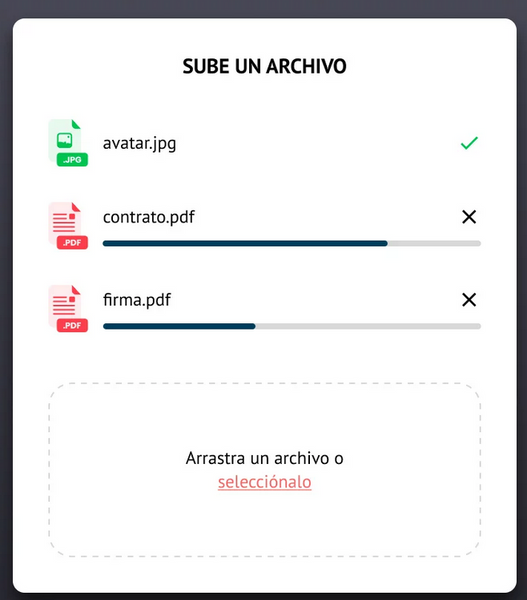 SUBE UN ARCHIVO
.JPG
avatar.jpg
.PDF
contrato.pdf
.PDF
firma.pdf
Arrastra un archivo o
selecciónalo